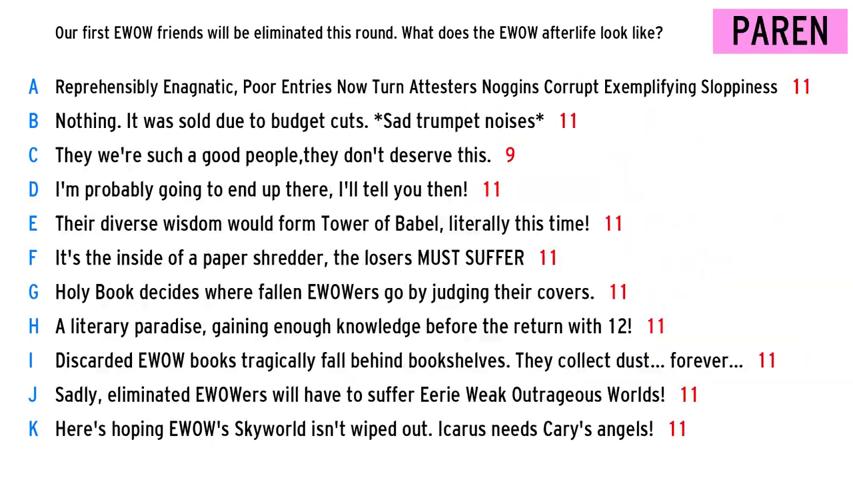 Our first EWOW friends will be eliminated this round. What does the EWOW afterlife look like?
PAREN
A Reprehensibly Enagnatic, Poor Entries Now Turn Attesters Noggins Corrupt Exemplifying Sloppiness 11
B Nothing. It was sold due to budget cuts. *Sad trumpet noises* 11
C They we're such a good people,they don't deserve this. 9
D I'm probably going to end up there, I'll tell you then! 11
E Their diverse wisdom would form Tower of Babel, literally this time! 11
F It's the inside of a paper shredder, the losers MUST SUFFER 11
G Holy Book decides where fallen EWOWers go by judging their covers. 11
H A literary paradise, gaining enough knowledge before the return with 12! 11
I Discarded EWOW books tragically fall behind bookshelves. They collect dust... forever... 11
J Sadly, eliminated EWOWers will have to suffer Eerie Weak Outrageous Worlds! 11
K Here's hoping EWOW's Skyworld isn't wiped out. Icarus needs Cary's angels! 11